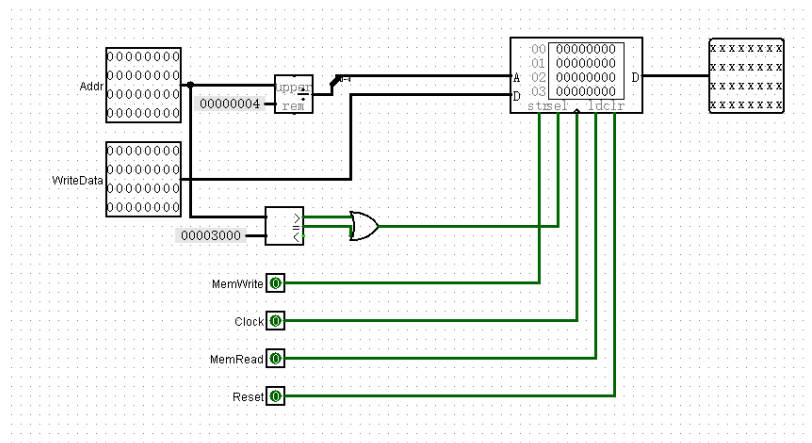 Addr
00000000
00000000
00000000
00000000
upper
rem
00000004
WriteData
00000000
00000000
00000000
00000000
00003000
>
=
<
00 00000000
01 00000000
02 00000000
03 00000000
A
D
D
str sel ld clr
xxxxxxxx
xxxxxxxx
xxxxxxxx
xxxxxxxx
MemWrite 0
Clock 0
MemRead 0
Reset 0